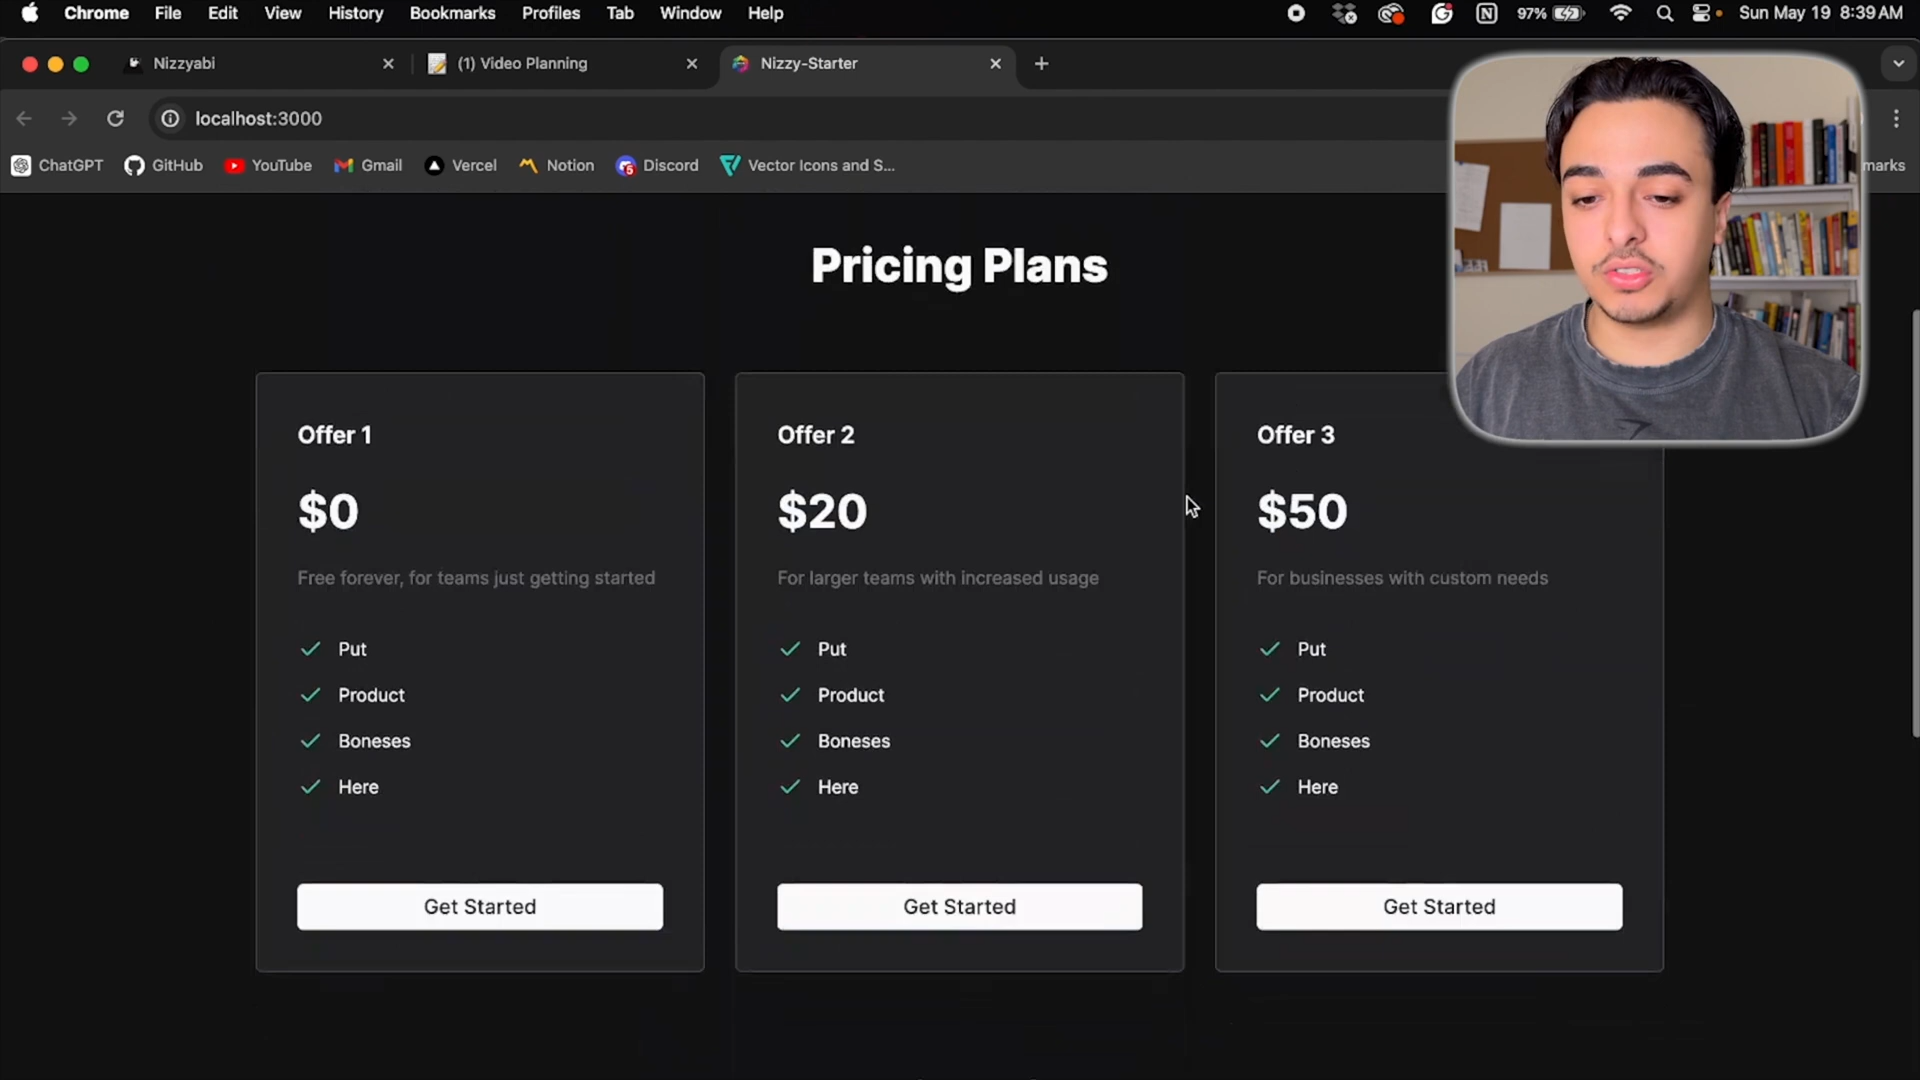 Chrome File Edit View History Bookmarks Profiles Tab Window Help 97% Sun May 19 8:39 AM
Nizzyabi (1) Video Planning Nizzy-Starter
localhost:3000
ChatGPT GitHub YouTube Gmail Vercel Notion Discord Vector Icons and S... marks
Pricing Plans
Offer 1
$0
Free forever, for teams just getting started
Put
Product
Boneses
Here
Get Started
Offer 2
$20
For larger teams with increased usage
Put
Product
Boneses
Here
Get Started
Offer 3
$50
For businesses with custom needs
Put
Product
Boneses
Here
Get Started